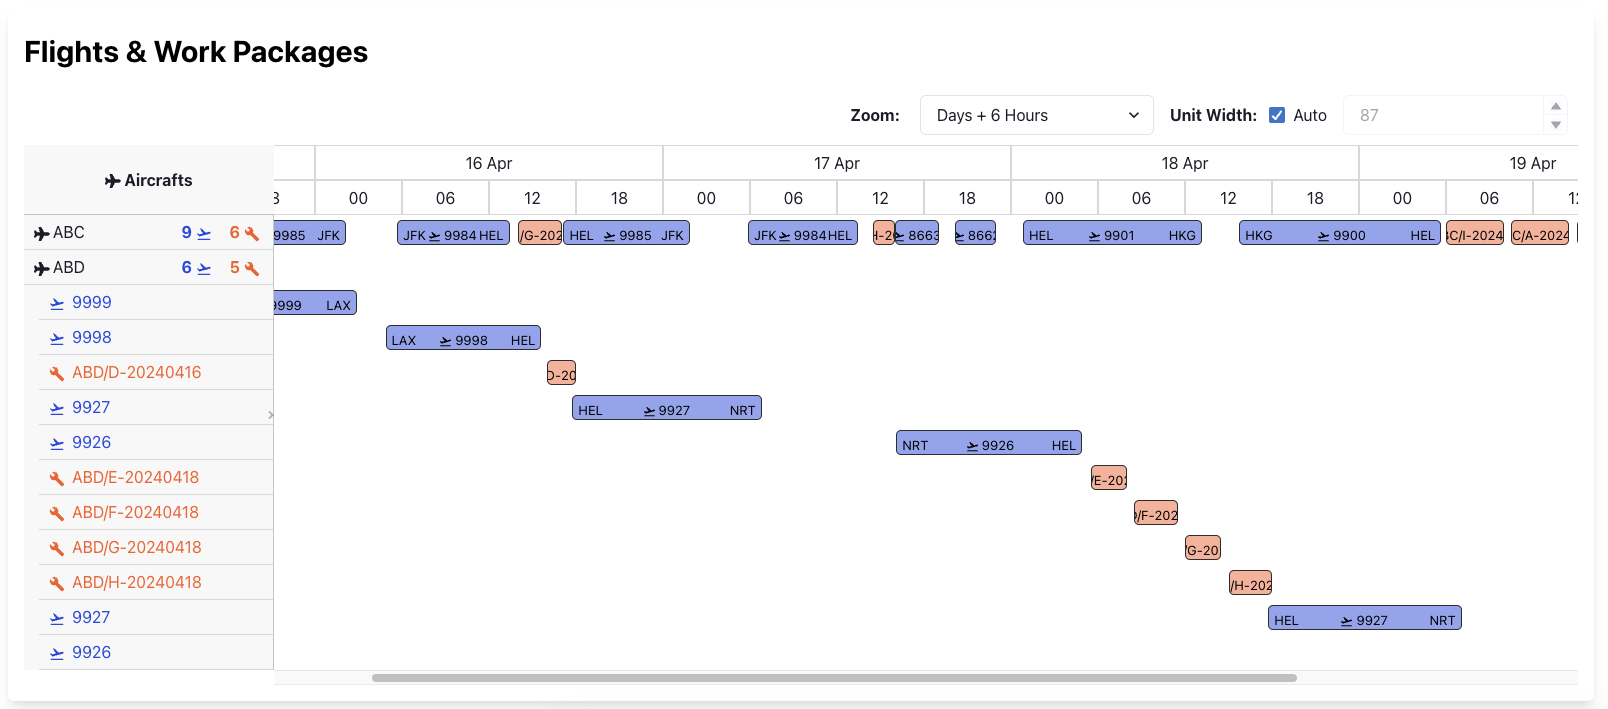 Flights & Work Packages
Zoom: Days + 6 Hours Unit Width: Auto 87
Aircrafts
16 Apr 17 Apr 18 Apr 19 Apr
00 06 12 18 00 06 12 18 00 06 12 18 00 06
ABC 9 6 9985 JFK JFK 9984 HEL /G-202 HEL 9985 JFK JFK 9984 HEL 8663 8662 HEL 9901 HKG HKG 9900 HEL C/I-2024 C/A-2024
ABD 6 5
9999 9999 LAX
9998 LAX 9998 HEL
ABD/D-20240416 D-20
9927 HEL 9927 NRT
9926 NRT 9926 HEL
ABD/E-20240418 /E-202
ABD/F-20240418 /F-202
ABD/G-20240418 /G-20
ABD/H-20240418 /H-202
9927 HEL 9927 NRT
9926